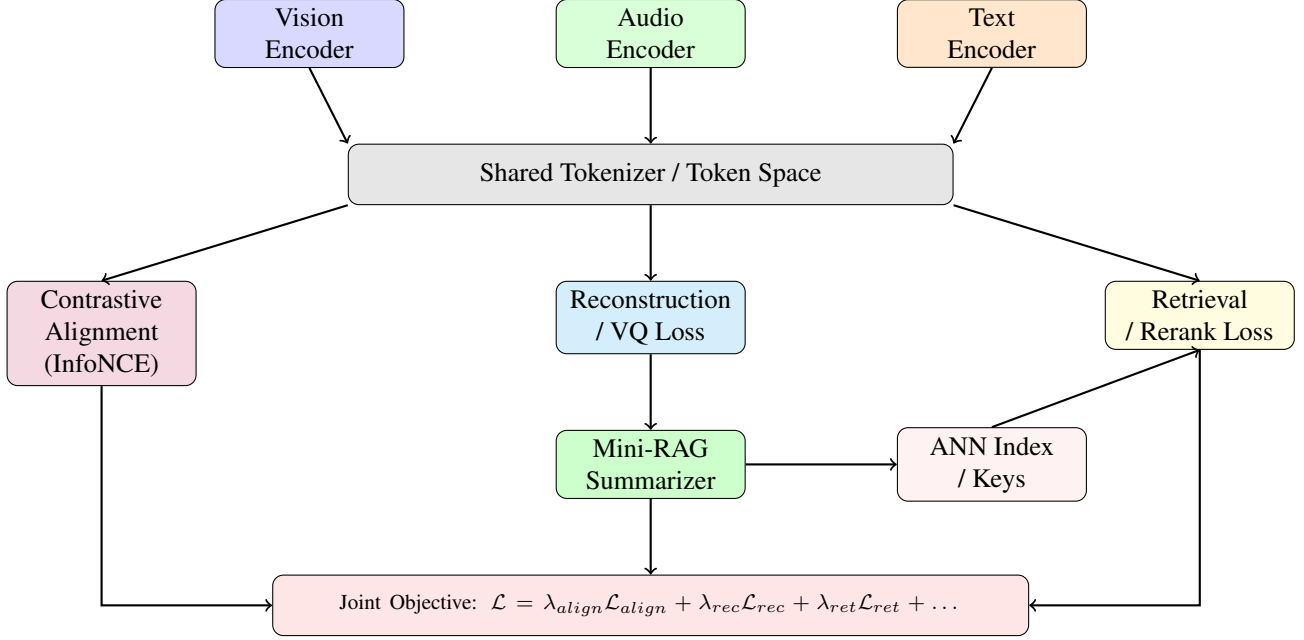 Vision
Encoder
Audio
Encoder
Text
Encoder
Shared Tokenizer / Token Space
Contrastive
Alignment
(InfoNCE)
Reconstruction
/ VQ Loss
Retrieval
/ Rerank Loss
Mini-RAG
Summarizer
ANN Index
/ Keys
Joint Objective: ℒ = λ_align ℒ_align + λ_rec ℒ_rec + λ_ret ℒ_ret + …